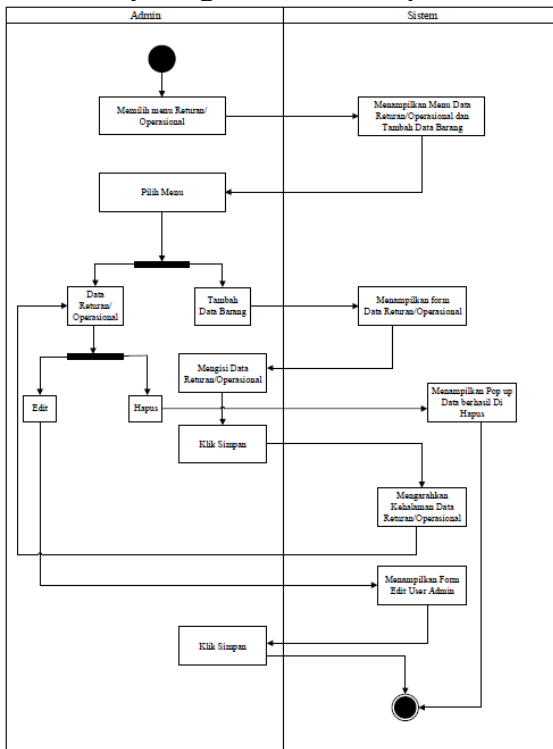 Admin
Sistem
Memilih menu Returan/
Operasional
Menampilkan Menu Data
Returan/Operasional dan
Tambah Data Barang
Pilih Menu
Data
Returan/
Operasional
Tambah
Data Barang
Menampilkan form
Data Returan/Operasional
Mengisi Data
Returan/Operasional
Edit
Hapus
Menampilkan Pop up
Data berhasil Di
Hapus
Klik Simpan
Mengarahkan
Kehalaman Data
Returan/Operasional
Menampilkan Form
Edit User Admin
Klik Simpan